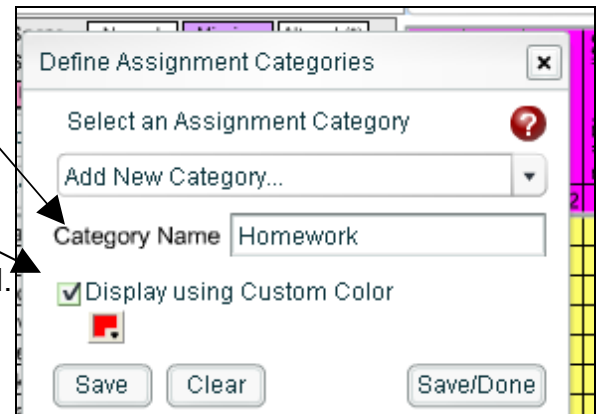 Define Assignment Categories
Select an Assignment Category
?
Add New Category...
2
Category Name Homework
Display using Custom Color
Save Clear Save/Done